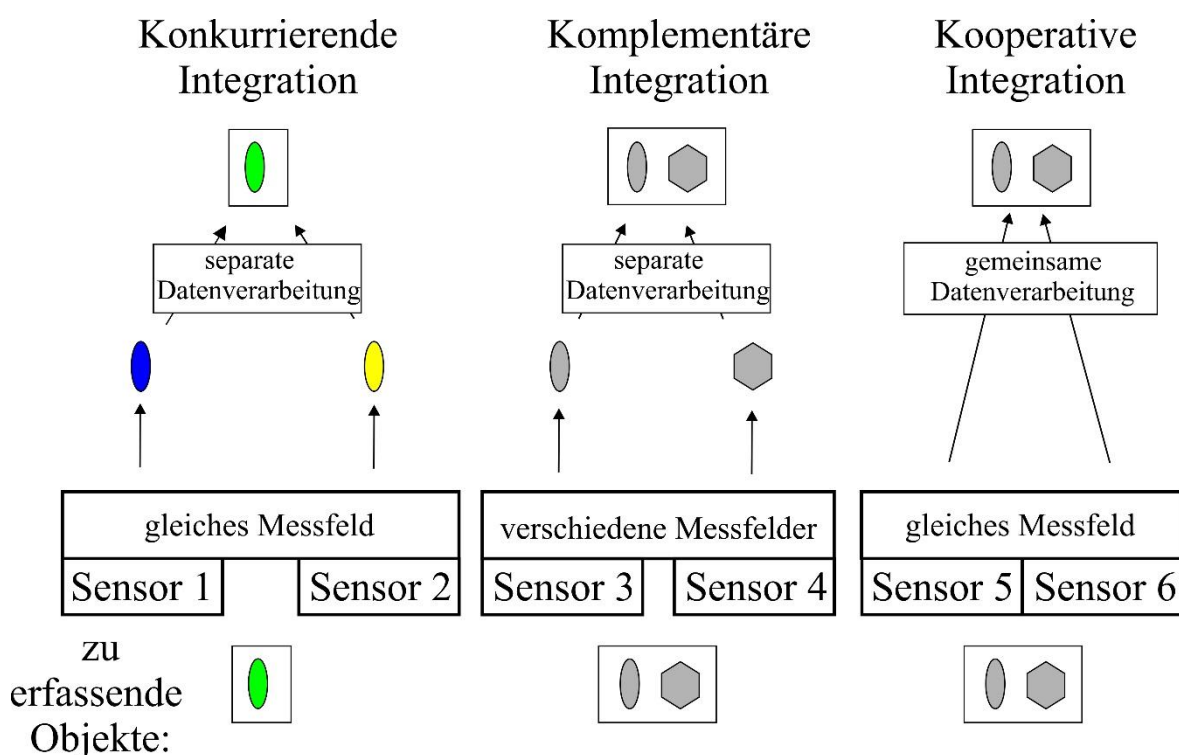 Konkurrierende
Integration
Komplementäre
Integration
Kooperative
Integration
separate
Datenverarbeitung
separate
Datenverarbeitung
gemeinsame
Datenverarbeitung
gleiches Messfeld
verschiedene Messfelder
gleiches Messfeld
Sensor 1
Sensor 2
Sensor 3
Sensor 4
Sensor 5
Sensor 6
zu
erfassende
Objekte: